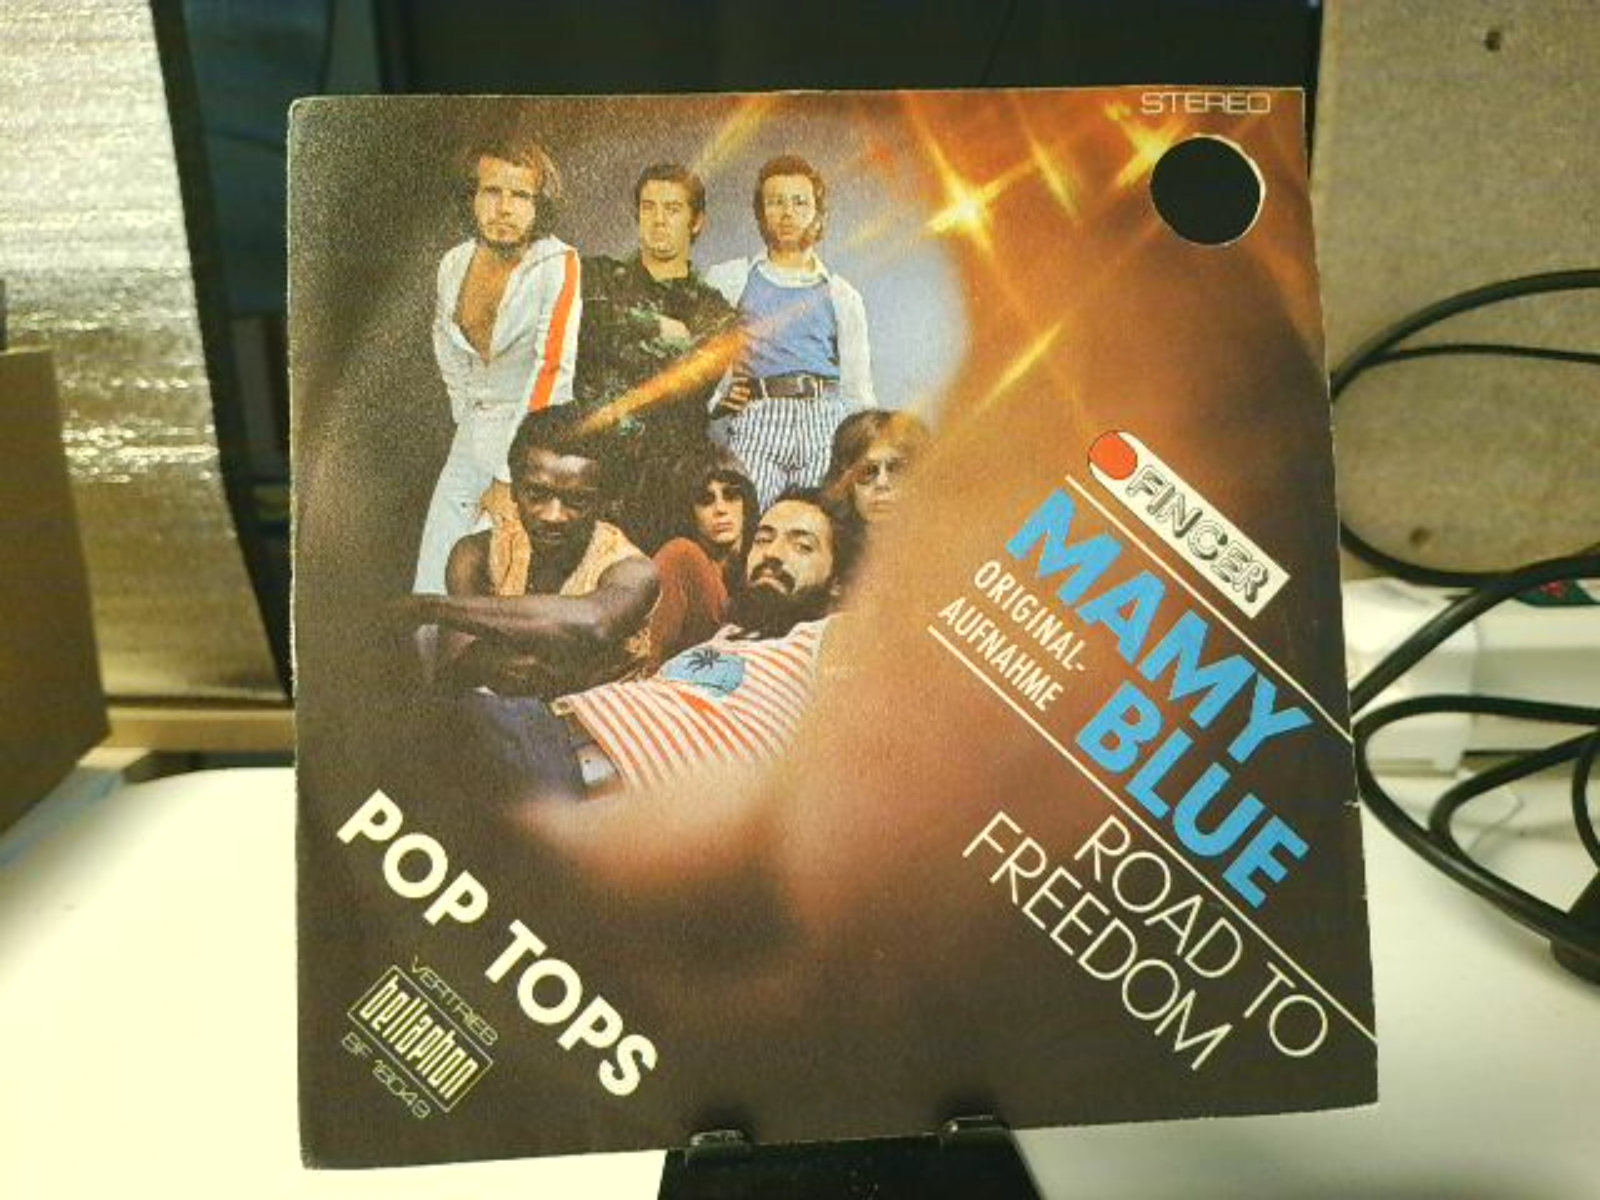 STEREO
FINGER
MAMY
BLUE
ORIGINAL-
AUFNAHME
ROAD TO
FREEDOM
POP TOPS
VERTRIEB
bellaphon
BF 18049